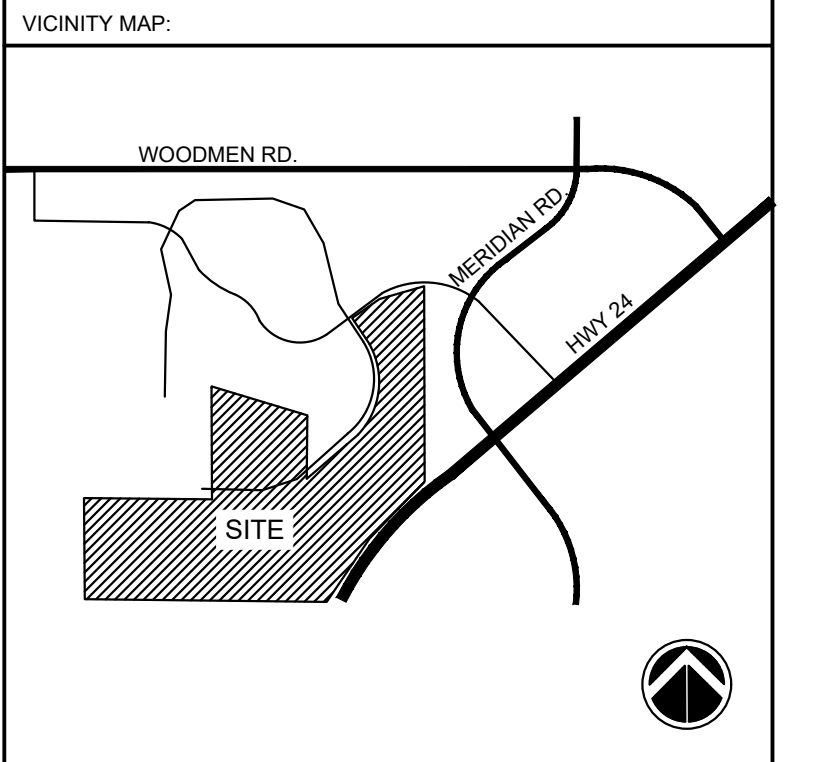 VICINITY MAP:
WOODMEN RD.
MERIDIAN RD.
HWY 24
SITE